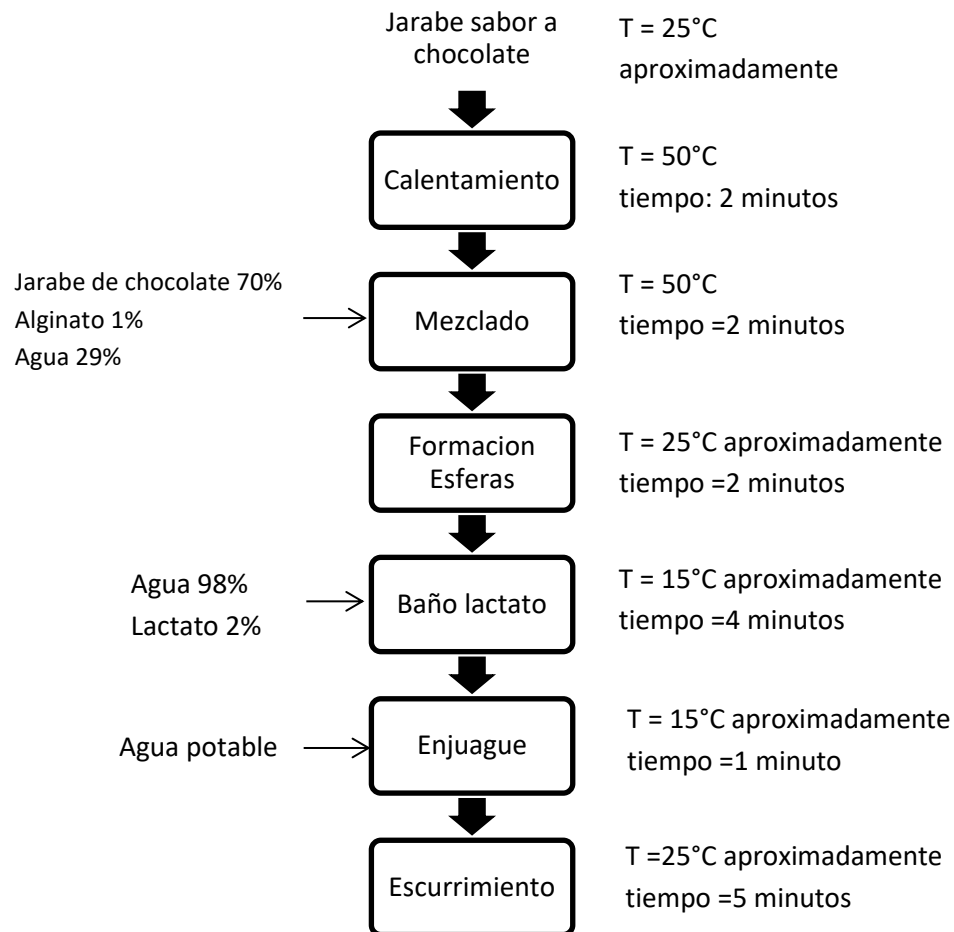 Jarabe sabor a
chocolate
T = 25°C
aproximadamente
Calentamiento
T = 50°C
tiempo: 2 minutos
Jarabe de chocolate 70%
Alginato 1%
Agua 29%
Mezclado
T = 50°C
tiempo =2 minutos
Formacion
Esferas
T = 25°C aproximadamente
tiempo =2 minutos
Agua 98%
Lactato 2%
Baño lactato
T = 15°C aproximadamente
tiempo =4 minutos
Agua potable
Enjuague
T = 15°C aproximadamente
tiempo =1 minuto
Escurrimiento
T =25°C aproximadamente
tiempo =5 minutos